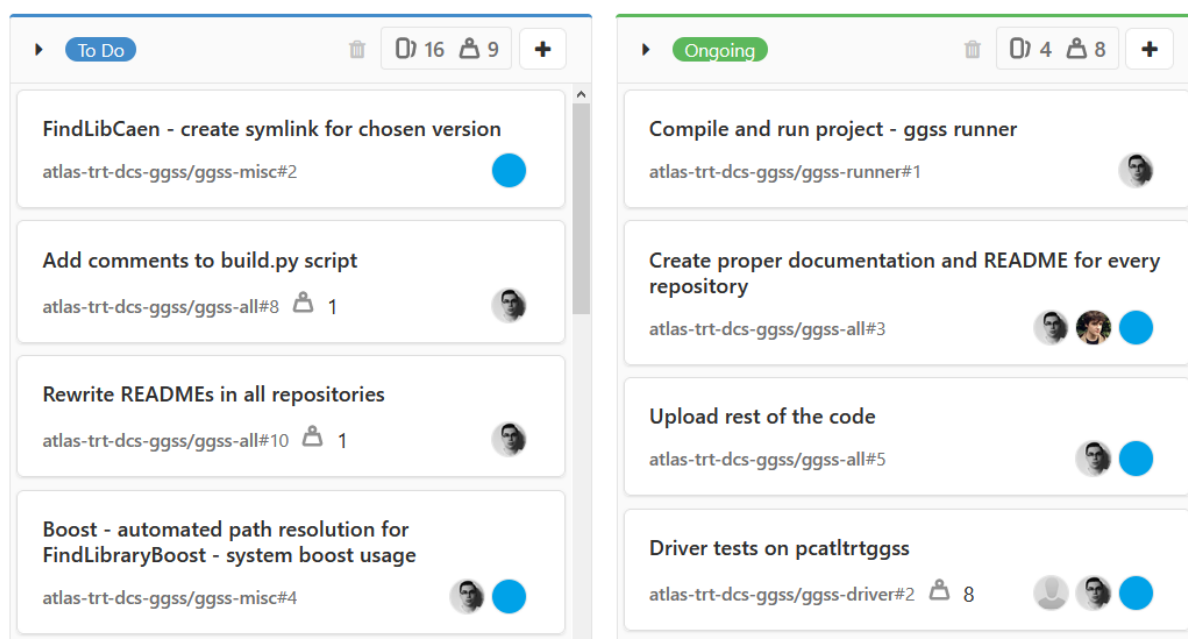 To Do
16 9
FindLibCaen - create symlink for chosen version
atlas-trt-dcs-ggss/ggss-misc#2
Add comments to build.py script
atlas-trt-dcs-ggss/ggss-all#8 1
Rewrite READMEs in all repositories
atlas-trt-dcs-ggss/ggss-all#10 1
Boost - automated path resolution for
FindLibraryBoost - system boost usage
atlas-trt-dcs-ggss/ggss-misc#4
Ongoing
4 8
Compile and run project - ggss runner
atlas-trt-dcs-ggss/ggss-runner#1
Create proper documentation and README for every
repository
atlas-trt-dcs-ggss/ggss-all#3
Upload rest of the code
atlas-trt-dcs-ggss/ggss-all#5
Driver tests on pcatltrtggss
atlas-trt-dcs-ggss/ggss-driver#2 8